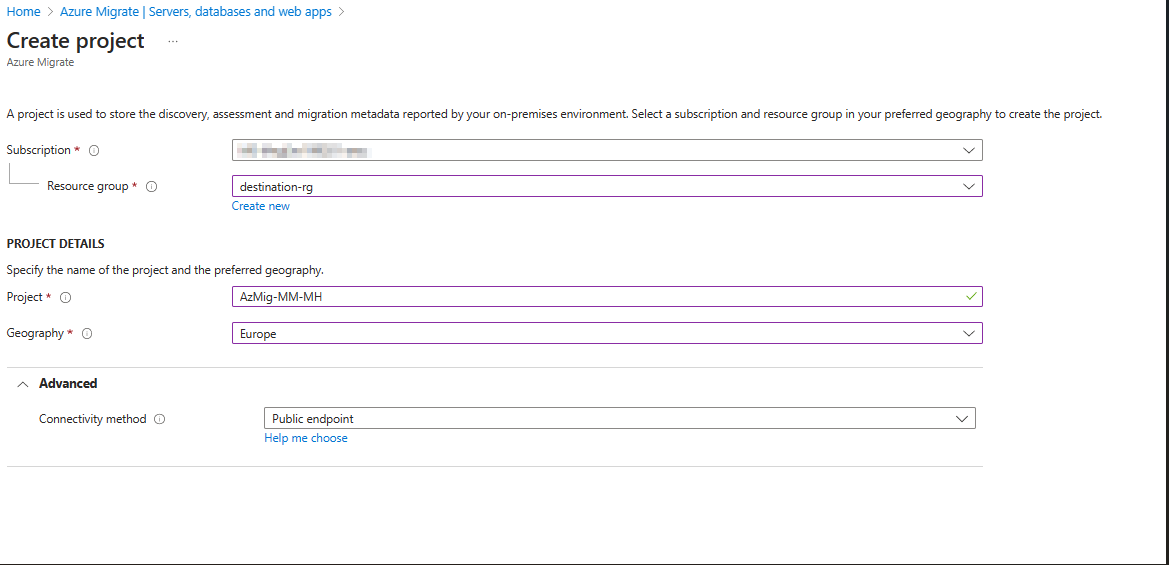 Home > Azure Migrate | Servers, databases and web apps >
Create project ...
Azure Migrate
A project is used to store the discovery, assessment and migration metadata reported by your on-premises environment. Select a subscription and resource group in your preferred geography to create the project.
Subscription *
Resource group * destination-rg
Create new
PROJECT DETAILS
Specify the name of the project and the preferred geography.
Project * AzMig-MM-MH
Geography * Europe
Advanced
Connectivity method Public endpoint
Help me choose